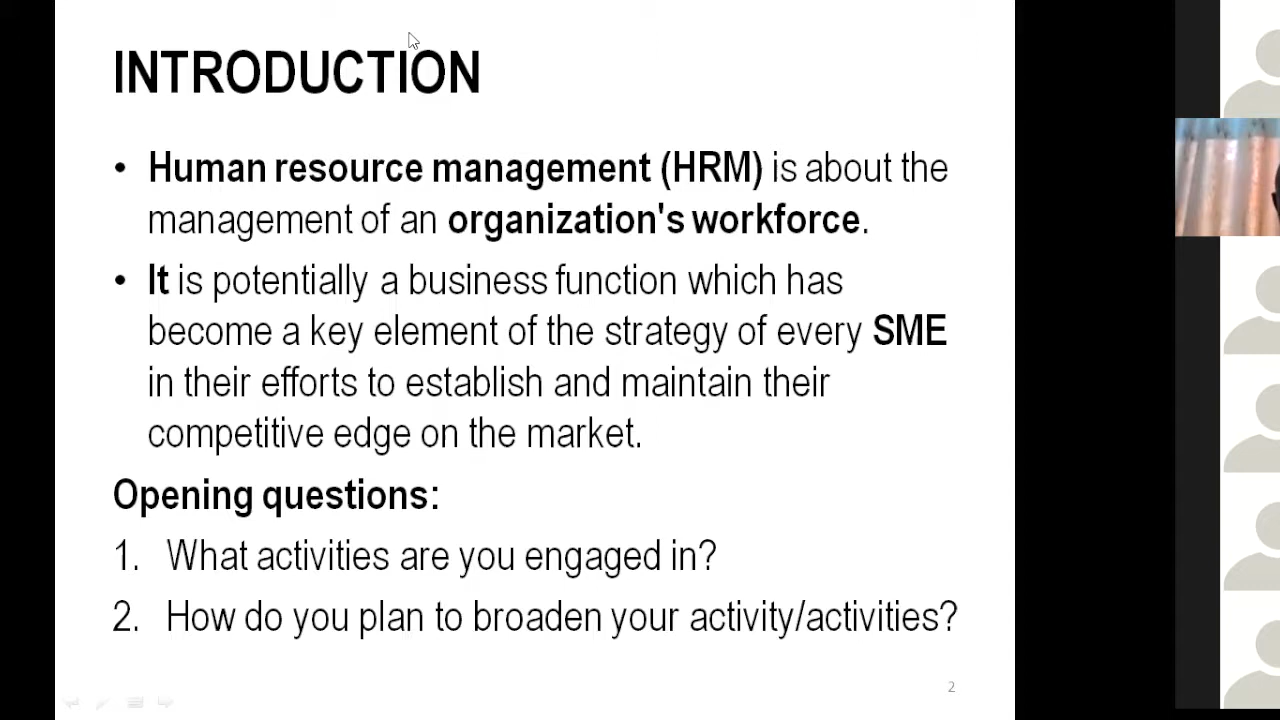 INTRODUCTION
• Human resource management (HRM) is about the
management of an organization's workforce.
• It is potentially a business function which has
become a key element of the strategy of every SME
in their efforts to establish and maintain their
competitive edge on the market.
Opening questions:
1. What activities are you engaged in?
2. How do you plan to broaden your activity/activities?
2